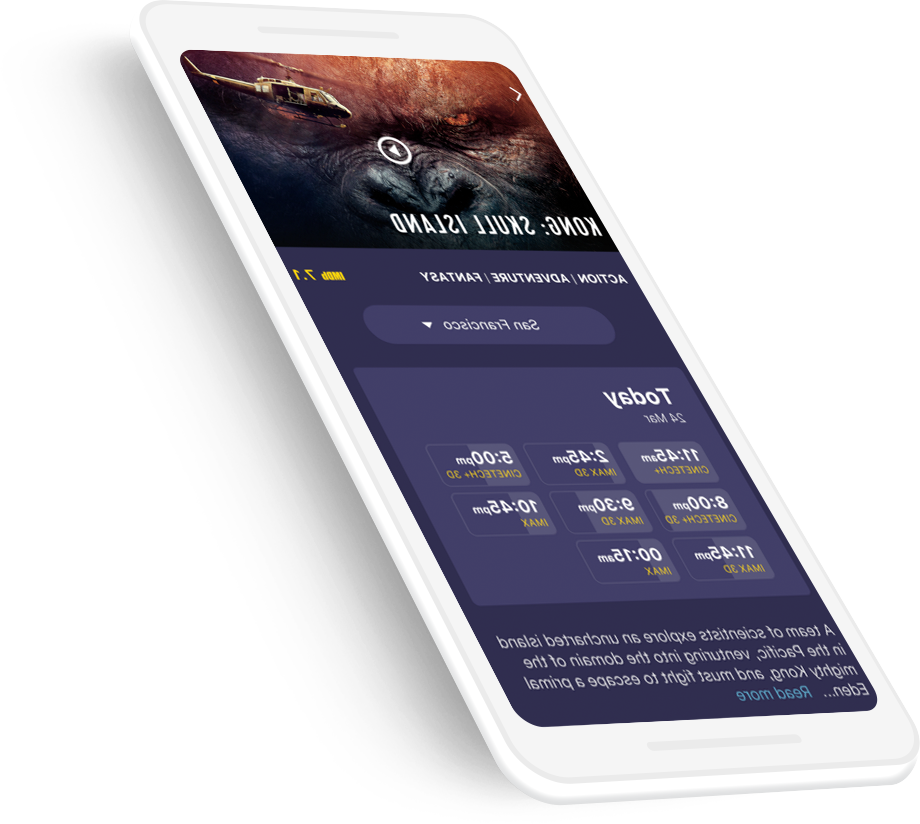 KONG: SKULL ISLAND
ACTION / ADVENTURE / FANTASY IMDb 7.1
San Francisco
Today
24 Mar
11:45am 2:45pm 5:00pm
CINETECH+ IMAX 3D CINETECH+ 3D
8:00pm 9:30pm 10:45pm
CINETECH+ 3D IMAX 3D IMAX
11:45pm 00:15am
IMAX 3D IMAX
A team of scientists explore an uncharted island
in the Pacific, venturing into the domain of the
mighty Kong, and must fight to escape a primal
Eden... Read more